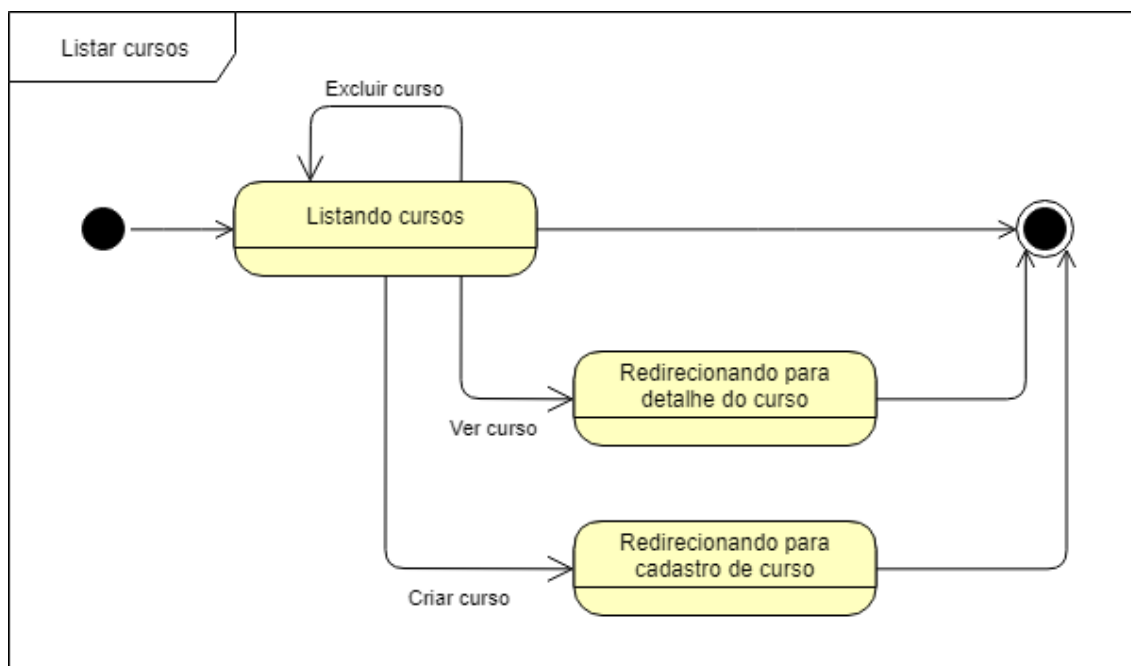 Listar cursos
Excluir curso
Listando cursos
Redirecionando para
detalhe do curso
Ver curso
Redirecionando para
cadastro de curso
Criar curso